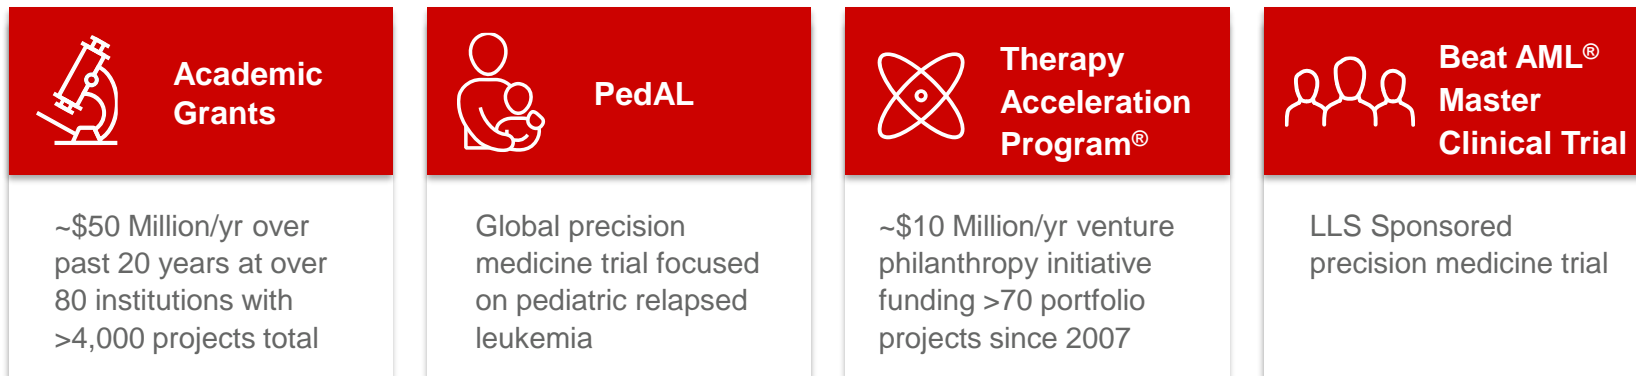 Academic
Grants
~$50 Million/yr over
past 20 years at over
80 institutions with
>4,000 projects total
PedAL
Global precision
medicine trial focused
on pediatric relapsed
leukemia
Therapy
Acceleration
Program®
~$10 Million/yr venture
philanthropy initiative
funding >70 portfolio
projects since 2007
Beat AML®
Master
Clinical Trial
LLS Sponsored
precision medicine trial